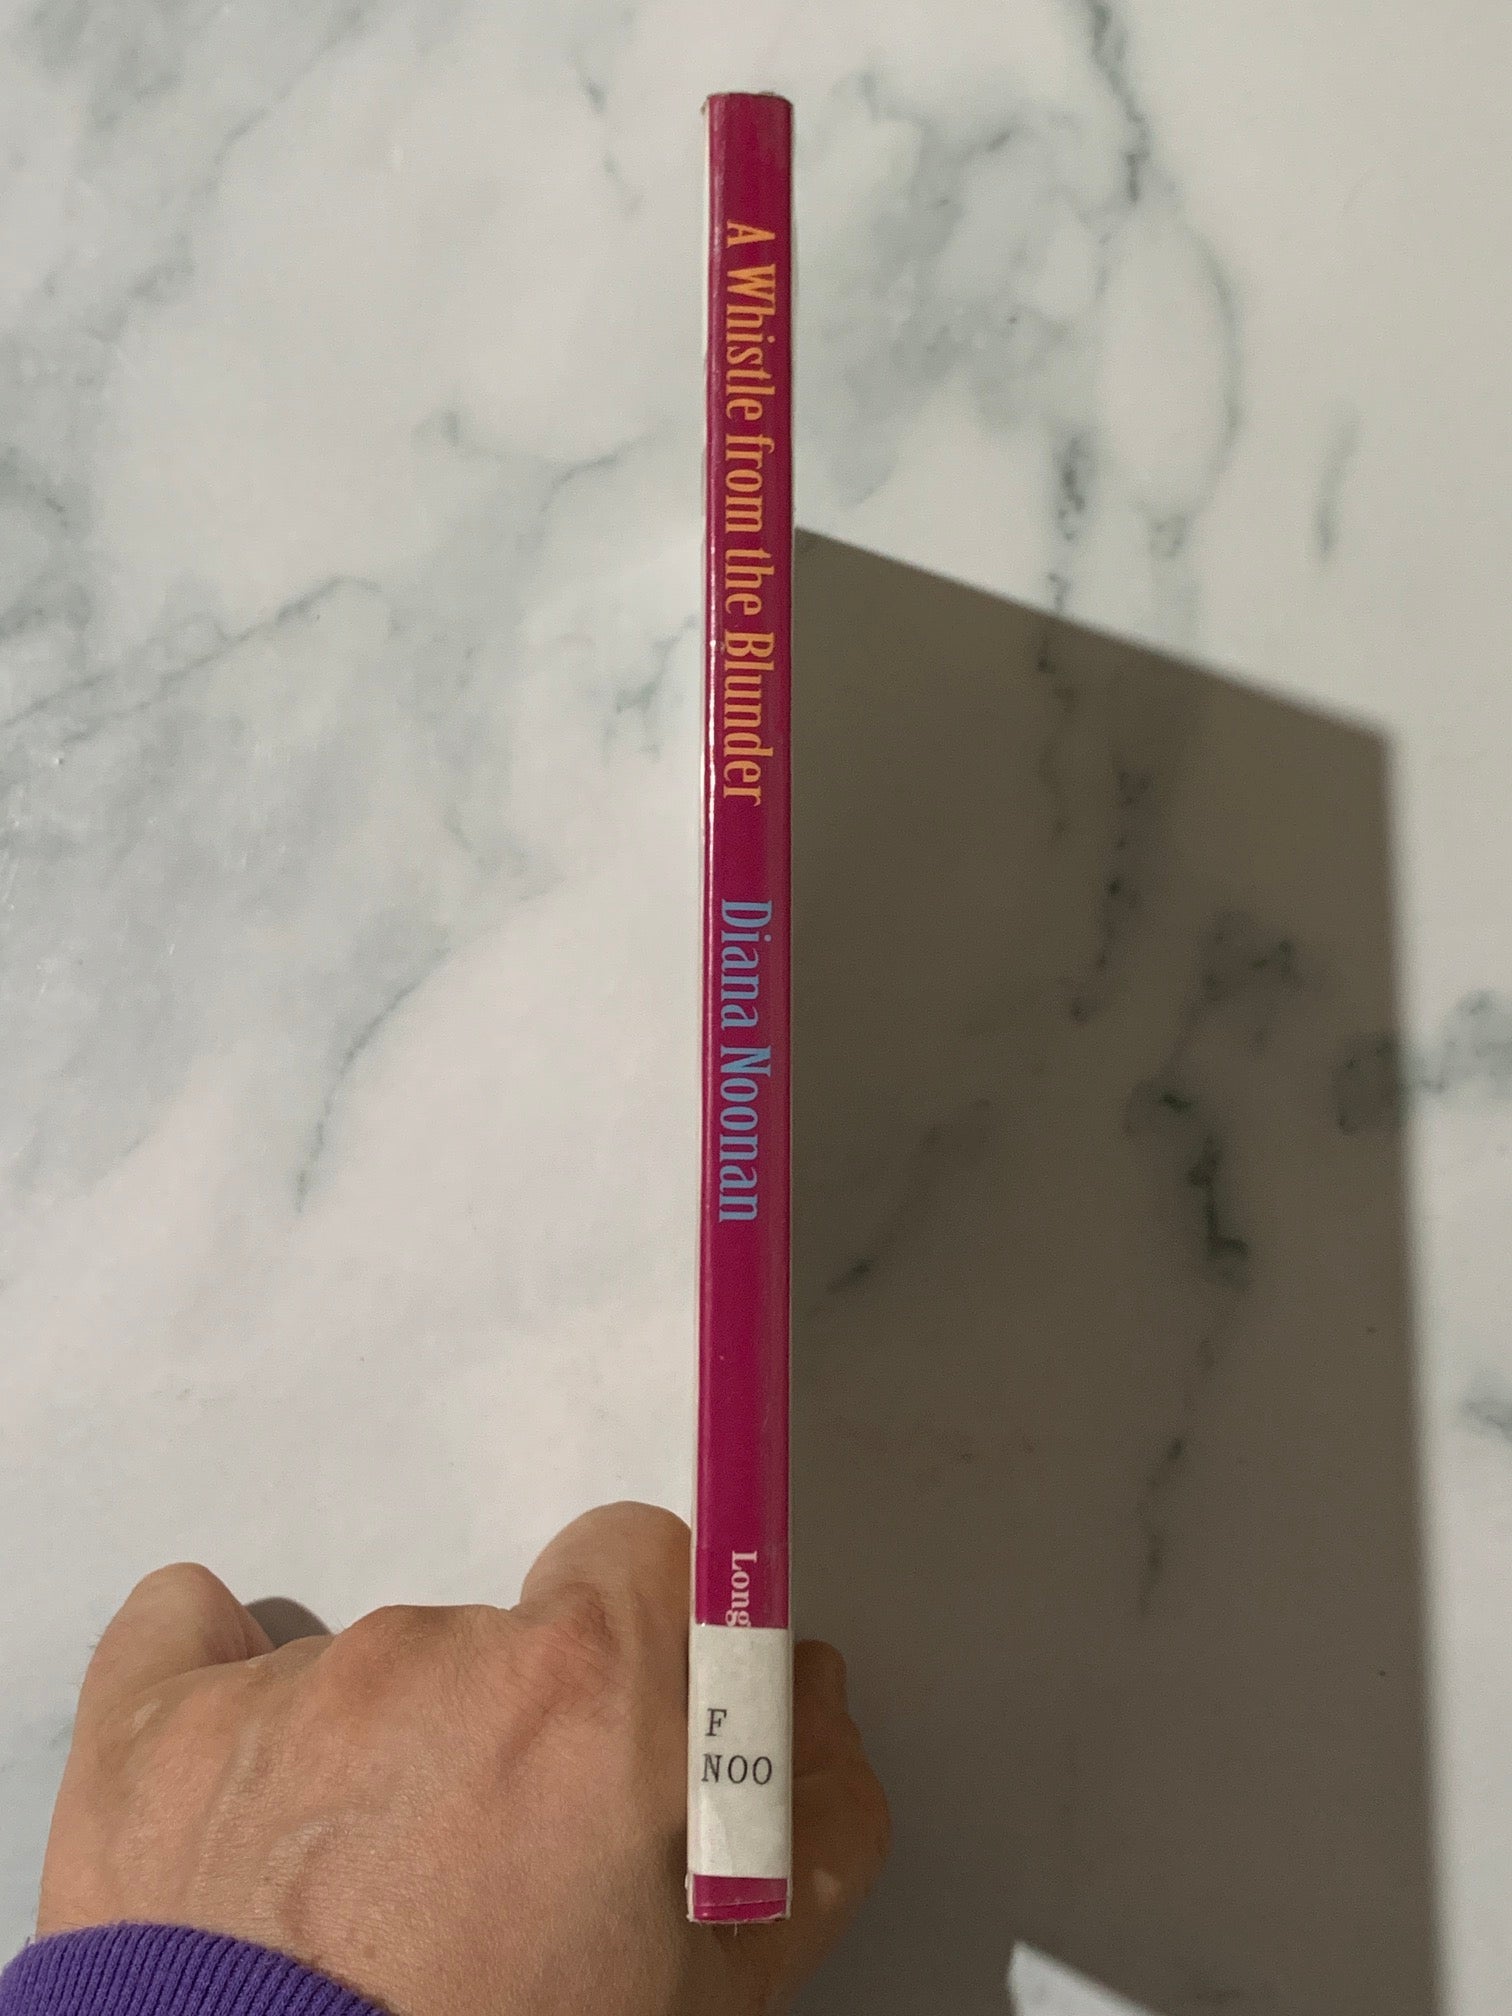 A Whistle from the Blunder
Diana Noonan
Long
F
NOO